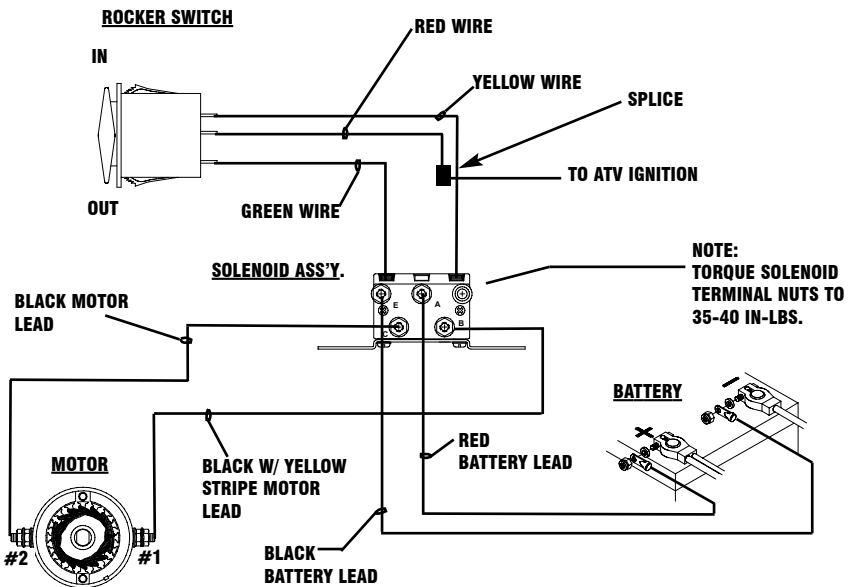 ROCKER SWITCH
IN
RED WIRE
YELLOW WIRE
SPLICE
TO ATV IGNITION
OUT
GREEN WIRE
SOLENOID ASS'Y.
NOTE:
TORQUE SOLENOID
TERMINAL NUTS TO
35-40 IN-LBS.
BLACK MOTOR
LEAD
E
A
C
B
BATTERY
MOTOR
BLACK W/ YELLOW
STRIPE MOTOR
LEAD
RED
BATTERY LEAD
#2
#1
BLACK
BATTERY LEAD